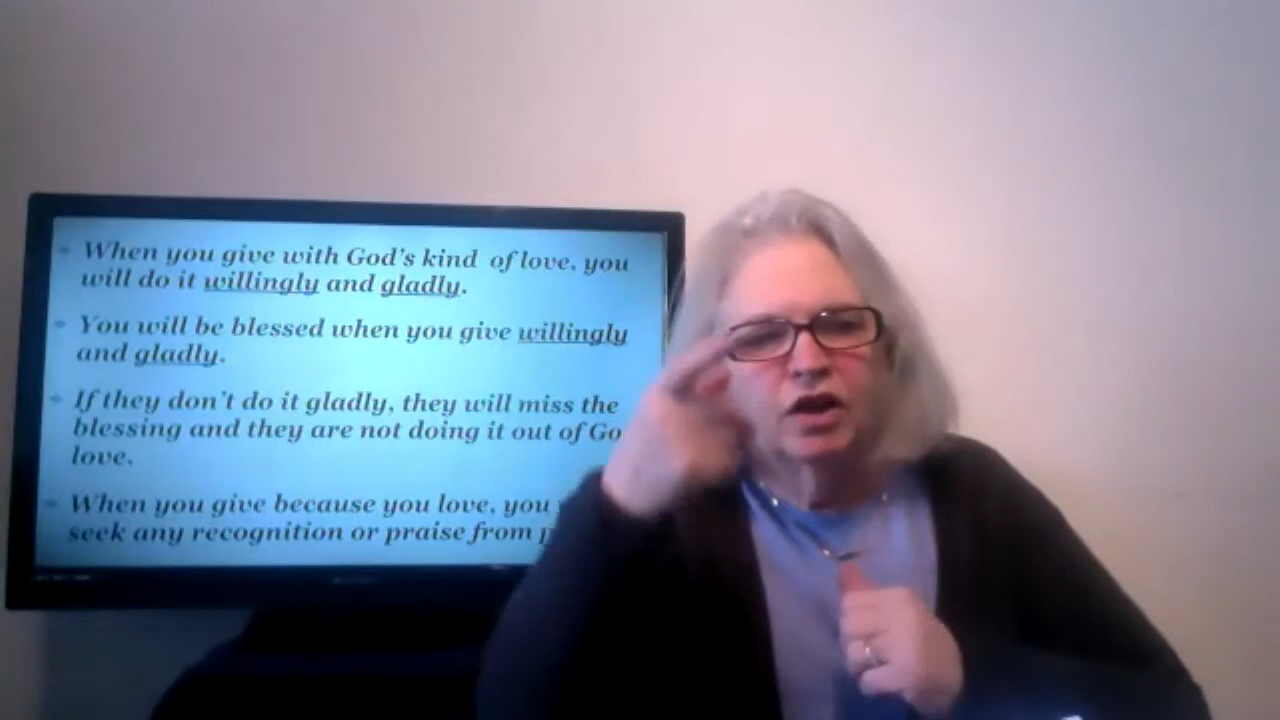 When you give with God's kind of love, you
will do it willingly and gladly.
You will be blessed when you give willingly
and gladly.
If they don't do it gladly, they will miss the
blessing and they are not doing it out of Go
love.
When you give because you love, you
seek any recognition or praise from